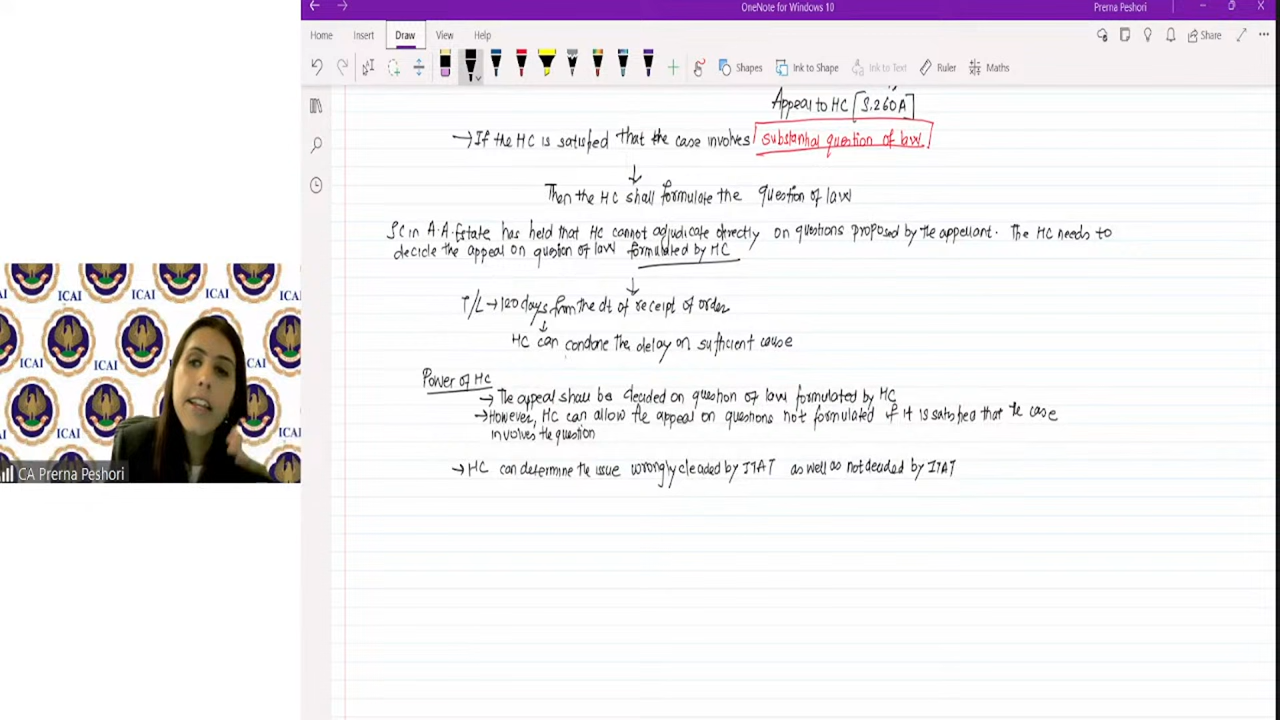 OneNote for Windows 10
Prerna Peshori
Home Insert Draw View Help
Share
Shapes Ink to Shape Ink to Text Ruler Maths
Appeal to HC [S.260A]
→ If the HC is satisfied that the case involves substantial question of law.
Then the HC shall formulate the question of law
SC in A.A. Estate has held that HC cannot adjudicate directly on questions proposed by the appellant. The HC needs to
decide the appeal on question of law formulated by HC
T/L → 120 days from the dt of receipt of order
HC can condone the delay on sufficient cause
Power of HC
→ The appeal shall be decided on question of law formulated by HC
→ However, HC can allow the appeal on questions not formulated if it is satisfied that the case
involves the question
→ HC can determine the issue wrongly decided by ITAT as well as not decided by ITAT
ICAI
ICAI
ICAI
ICAI
ICAI
CA Prerna Peshori